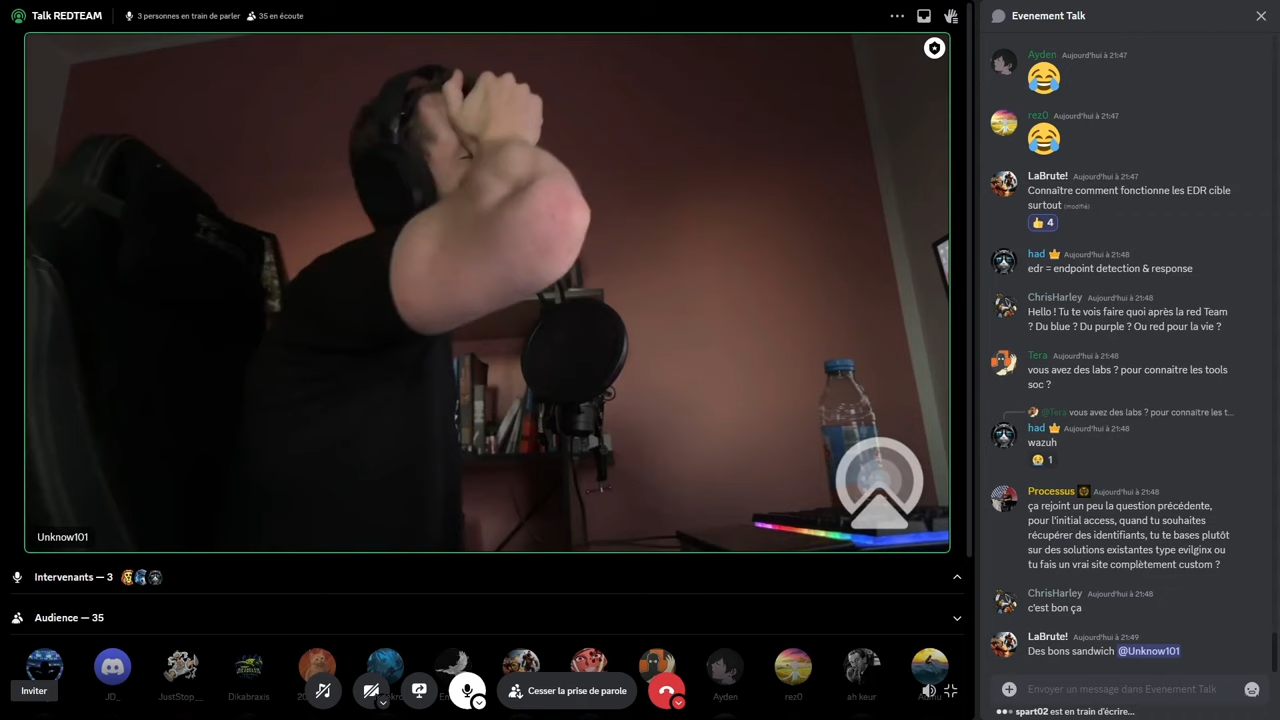 Talk REDTEAM
3 personnes en train de parler
35 en écoute
Unknow101
Intervenants — 3
Audience — 35
JD_
JustStop_...
Dikabraxis
Ayden
rez0
ah keur
Inviter
Cesser la prise de parole
Evenement Talk
Ayden Aujourd'hui à 21:47
😂
rez0 Aujourd'hui à 21:47
😂
LaBrute! Aujourd'hui à 21:47
Connaître comment fonctionne les EDR cible
surtout (modifié)
👍 4
had Aujourd'hui à 21:48
edr = endpoint detection & response
ChrisHarley Aujourd'hui à 21:48
Hello ! Tu te vois faire quoi après la red Team
? Du blue ? Du purple ? Ou red pour la vie ?
Tera Aujourd'hui à 21:48
vous avez des labs ? pour connaitre les tools
soc ?
@Tera vous avez des labs ? pour connaitre les t...
had Aujourd'hui à 21:48
wazuh
😭 1
Processus Aujourd'hui à 21:48
ça rejoint un peu la question précédente,
pour l'initial access, quand tu souhaites
récupérer des identifiants, tu te bases plutôt
sur des solutions existantes type evilginx ou
tu fais un vrai site complètement custom ?
ChrisHarley Aujourd'hui à 21:48
c'est bon ça
LaBrute! Aujourd'hui à 21:49
Des bons sandwich @Unknow101
Envoyer un message dans Evenement Talk
spart02 est en train d'écrire...